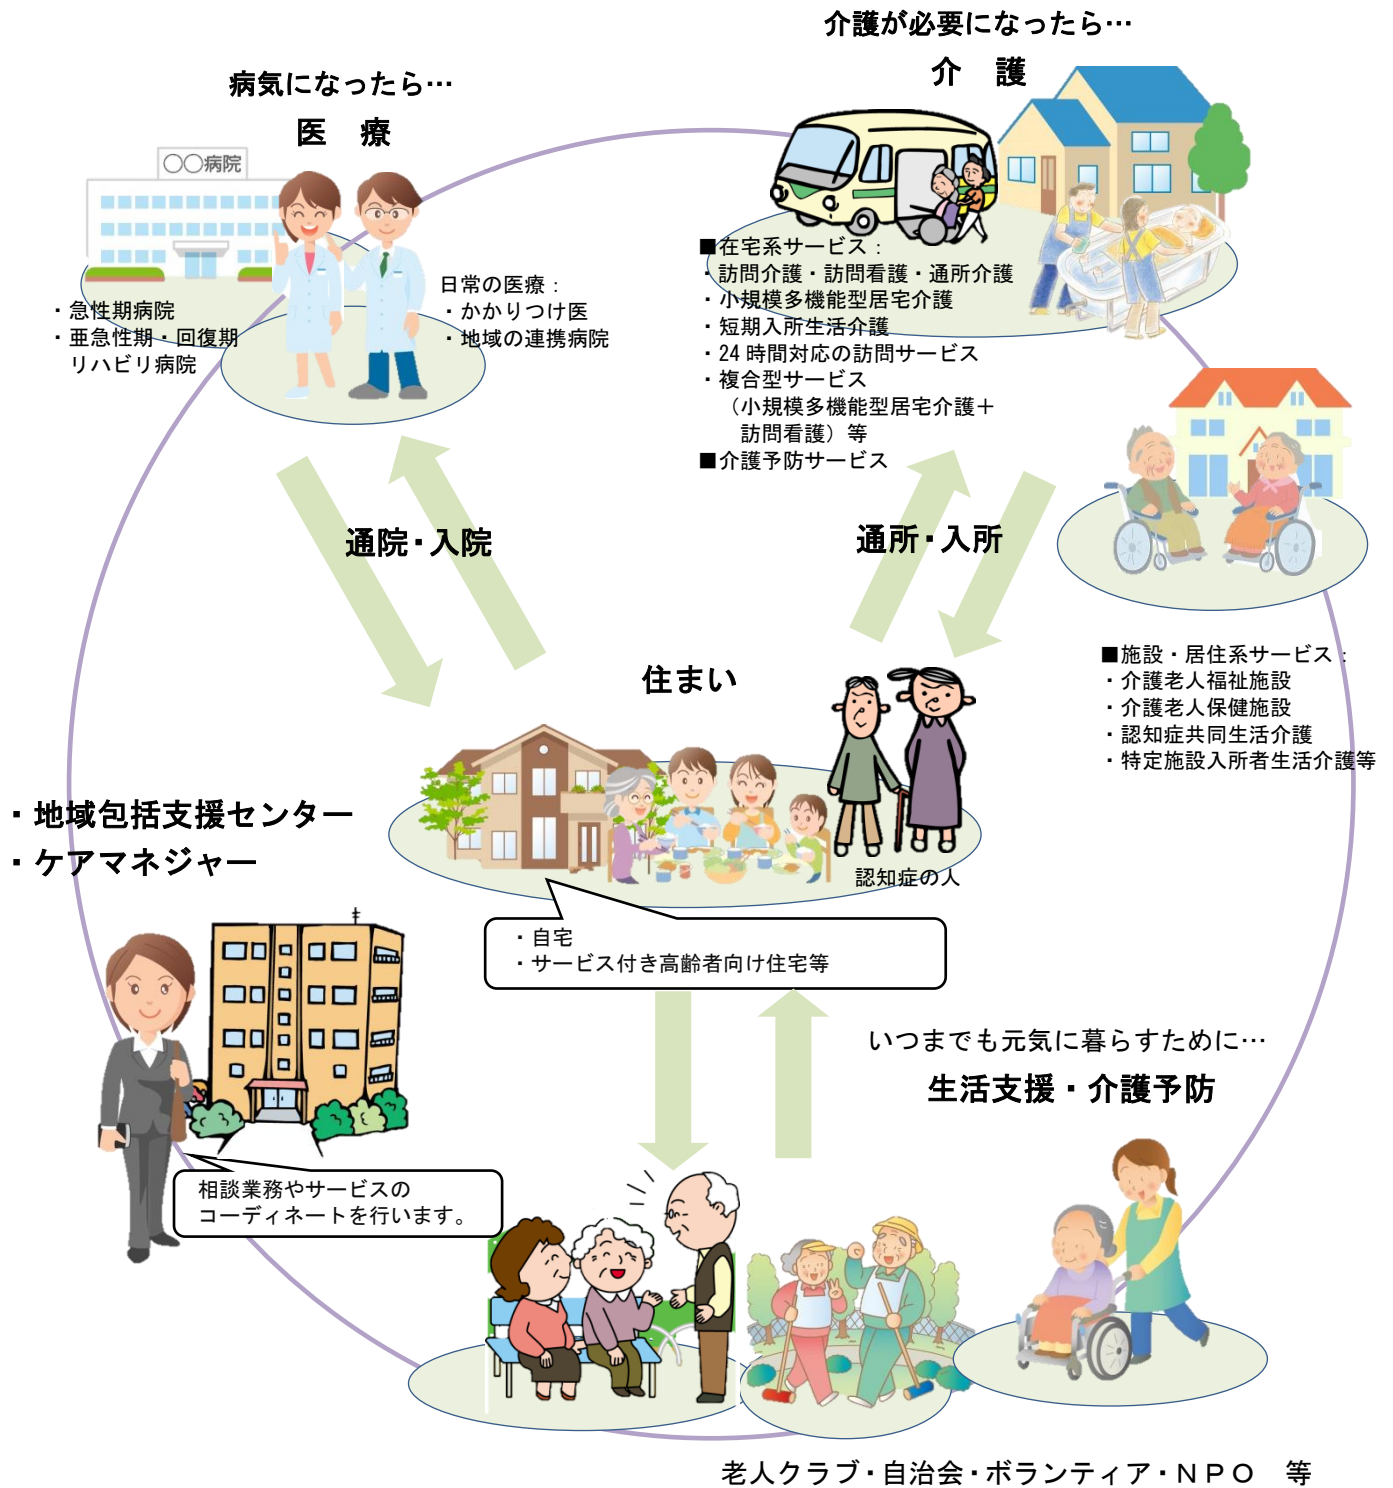 介護が必要になったら…
介　護
病気になったら…
医　療
〇〇病院
・急性期病院
・亜急性期・回復期
リハビリ病院
日常の医療：
・かかりつけ医
・地域の連携病院
■在宅系サービス：
・訪問介護・訪問看護・通所介護
・小規模多機能型居宅介護
・短期入所生活介護
・24 時間対応の訪問サービス
・複合型サービス
（小規模多機能型居宅介護＋
訪問看護）等
■介護予防サービス
通院・入院
通所・入所
■施設・居住系サービス：
・介護老人福祉施設
・介護老人保健施設
・認知症共同生活介護
・特定施設入所者生活介護等
住まい
認知症の人
・自宅
・サービス付き高齢者向け住宅等
・地域包括支援センター
・ケアマネジャー
相談業務やサービスの
コーディネートを行います。
いつまでも元気に暮らすために…
生活支援・介護予防
老人クラブ・自治会・ボランティア・ＮＰＯ　等